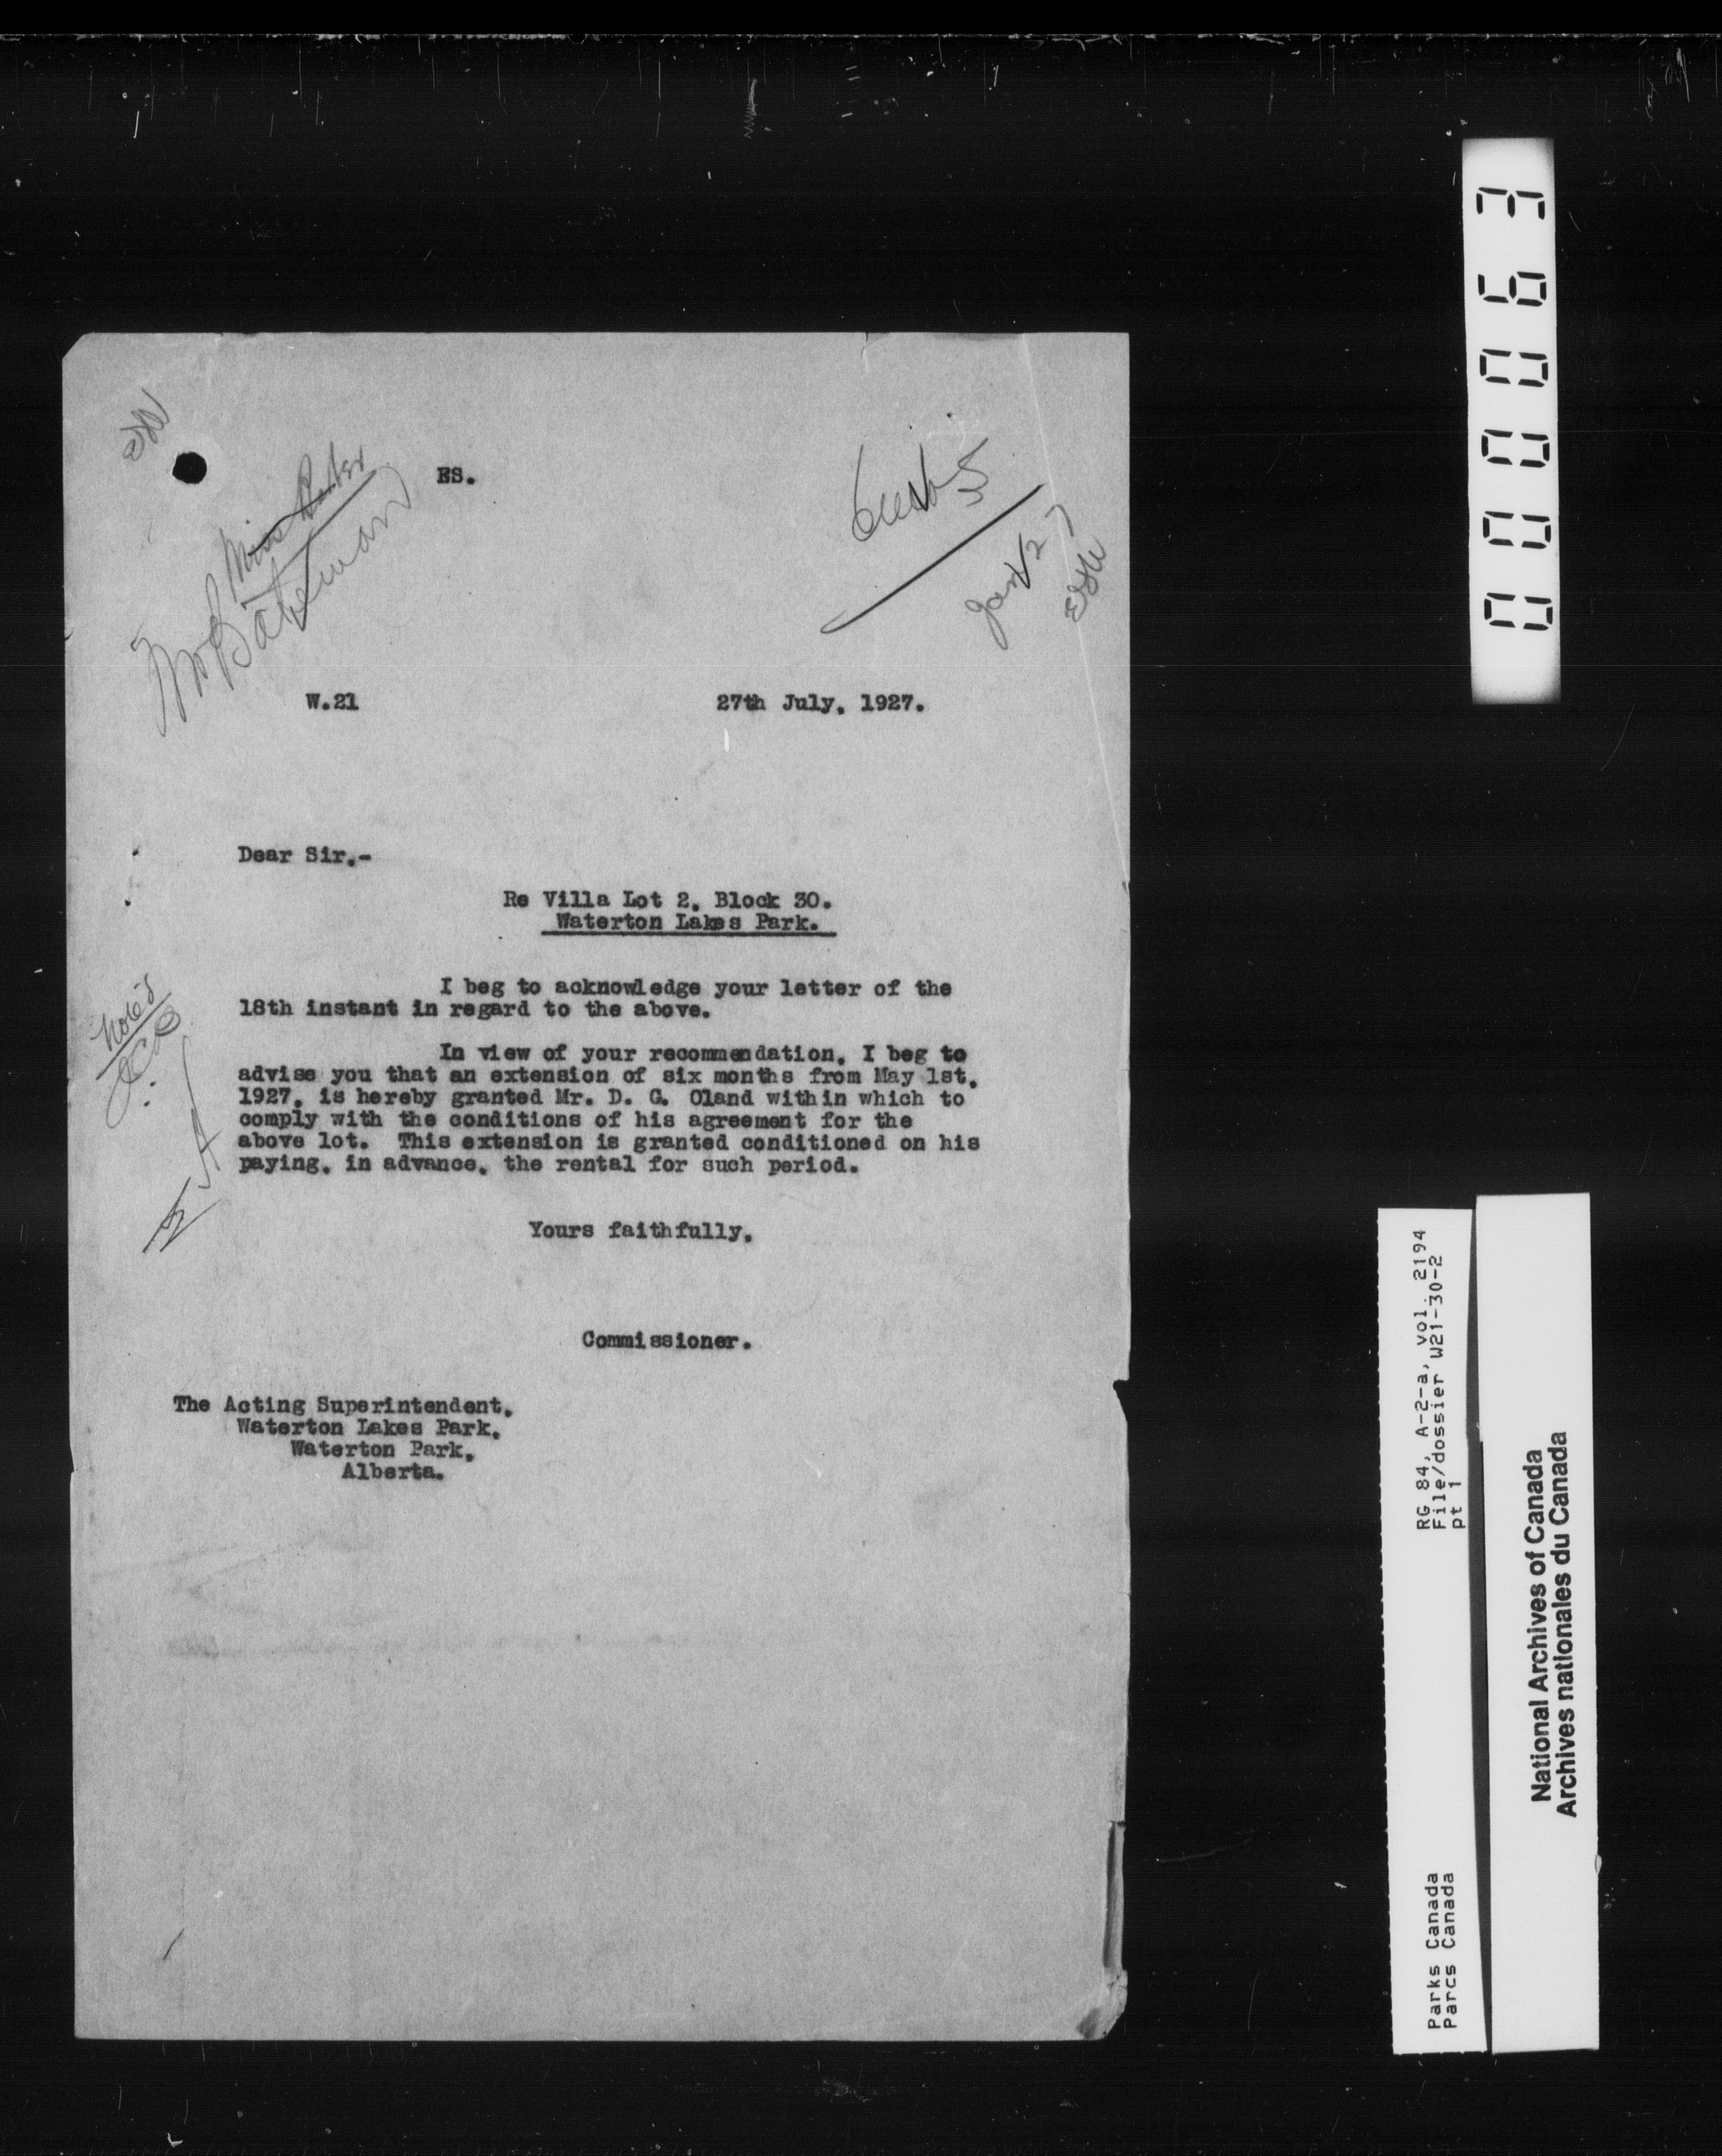 ES.
Mr Bateman
W.21
27th July, 1927.
Dear Sir,-
Re Villa Lot 2, Block 30.
Waterton Lakes Park.
I beg to acknowledge your letter of the
18th instant in regard to the above.
In view of your recommendation, I beg to
advise you that an extension of six months from May 1st,
1927, is hereby granted Mr. D. G. Oland within which to
comply with the conditions of his agreement for the
above lot.  This extension is granted conditioned on his
paying, in advance, the rental for such period.
Noted
Yours faithfully,
Commissioner.
The Acting Superintendent,
Waterton Lakes Park,
Waterton Park,
Alberta.
000063
RG 84, A-2-a, vol. 2194
File/dossier W21-30-2
pt 1
Parks Canada
Parcs Canada
National Archives of Canada
Archives nationales du Canada